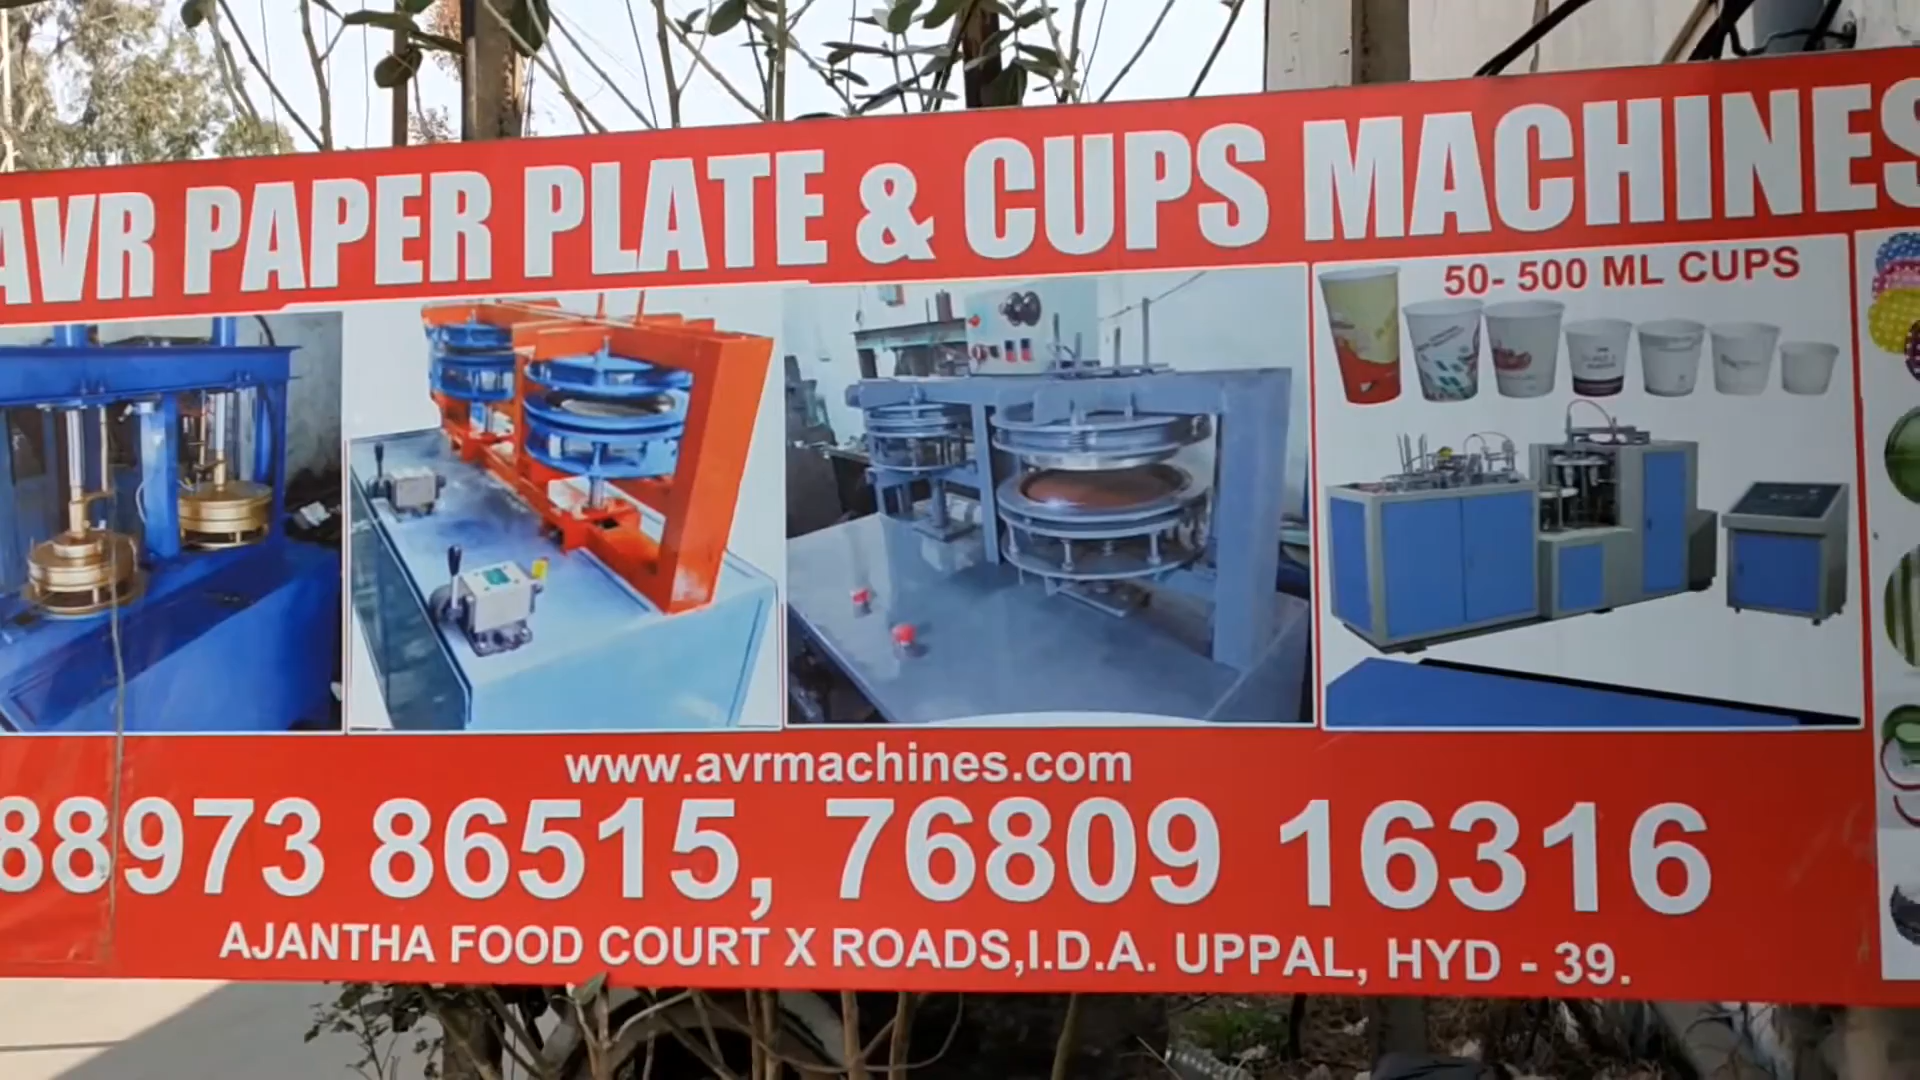 AVR PAPER PLATE & CUPS MACHINES
50- 500 ML CUPS
www.avrmachines.com
88973 86515, 76809 16316
AJANTHA FOOD COURT X ROADS,I.D.A. UPPAL, HYD - 39.